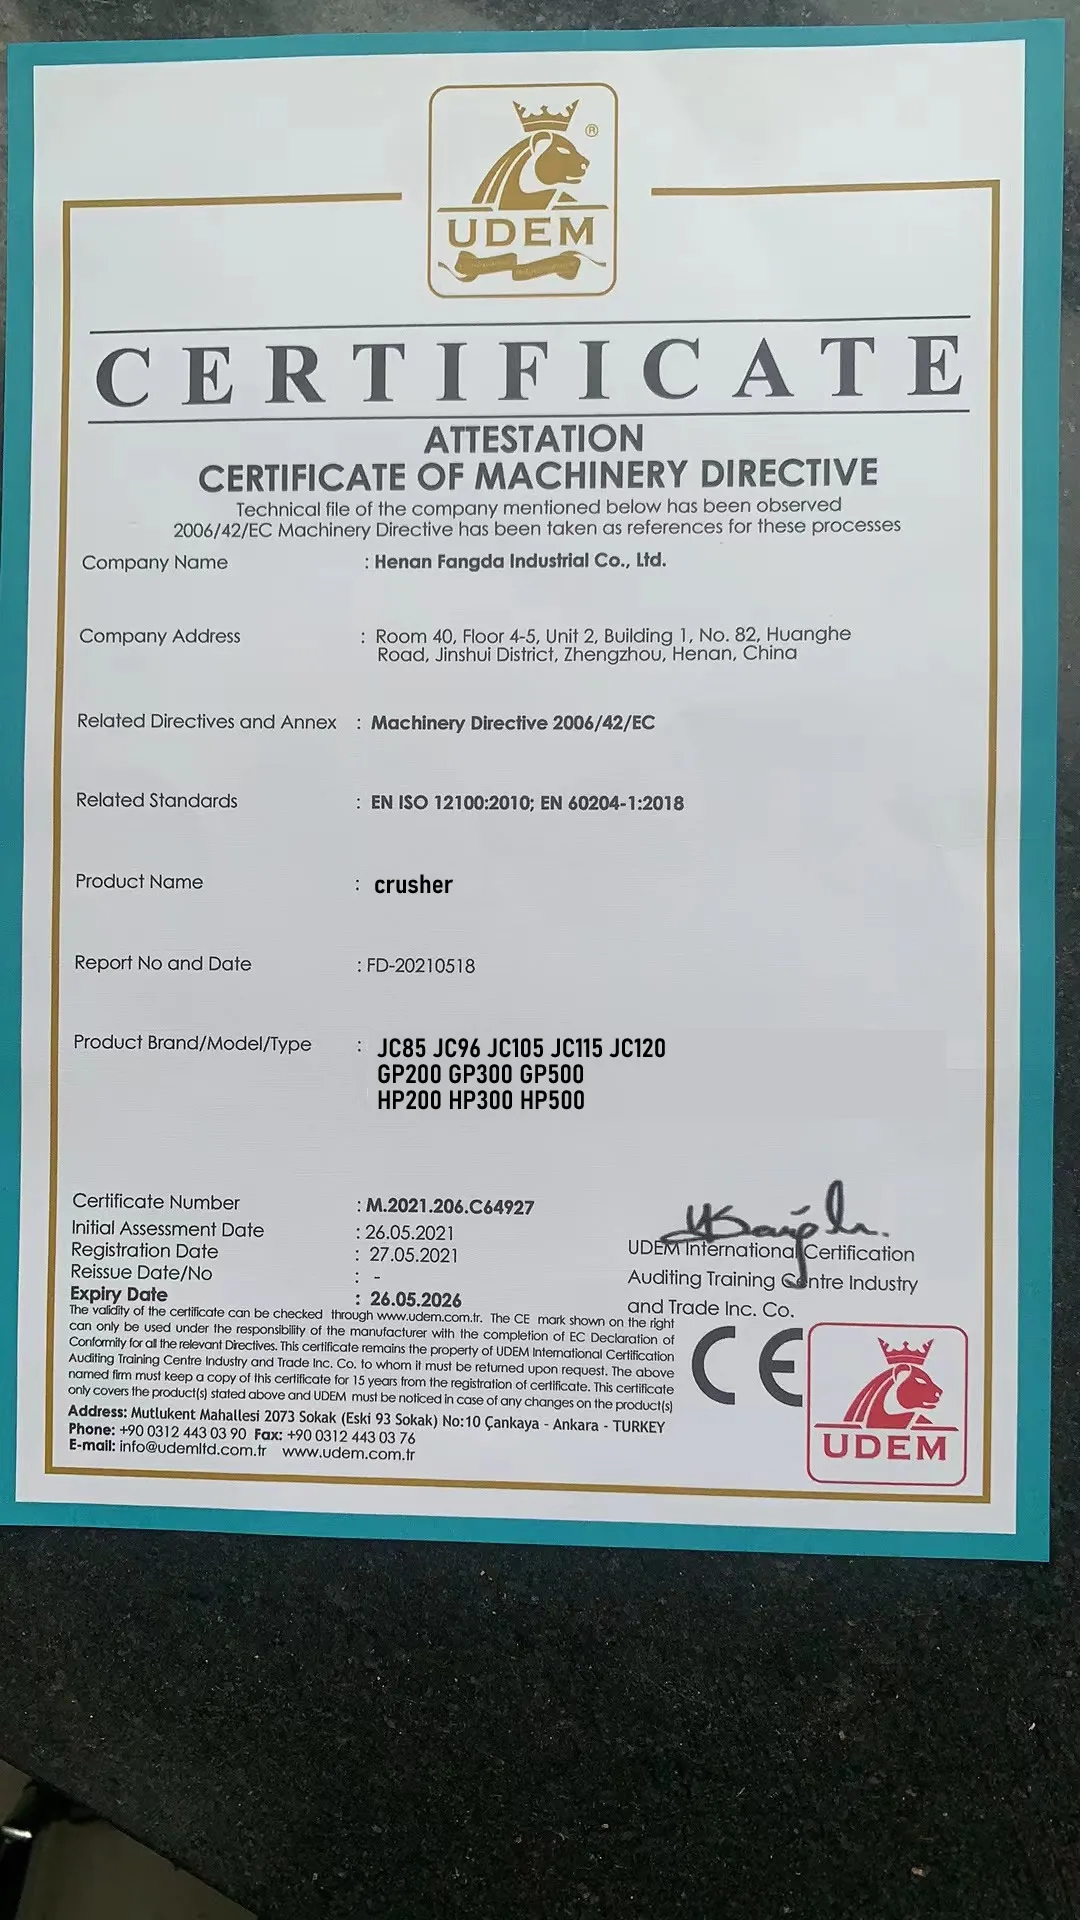 ®
UDEM
CERTIFICATE
ATTESTATION
CERTIFICATE OF MACHINERY DIRECTIVE
Technical file of the company mentioned below has been observed
2006/42/EC Machinery Directive has been taken as references for these processes
Company Name : Henan Fangda Industrial Co., Ltd.
Company Address : Room 40, Floor 4-5, Unit 2, Building 1, No. 82, Huanghe
Road, Jinshui District, Zhengzhou, Henan, China
Related Directives and Annex : Machinery Directive 2006/42/EC
Related Standards : EN ISO 12100:2010; EN 60204-1:2018
Product Name : crusher
Report No and Date : FD-20210518
Product Brand/Model/Type : JC85 JC96 JC105 JC115 JC120
GP200 GP300 GP500
HP200 HP300 HP500
Certificate Number : M.2021.206.C64927
Initial Assessment Date : 26.05.2021
Registration Date : 27.05.2021
Reissue Date/No : -
Expiry Date : 26.05.2026
UDEM International Certification
Auditing Training Centre Industry
and Trade Inc. Co.
The validity of the certificate can be checked through www.udem.com.tr. The CE mark shown on the right
can only be used under the responsibility of the manufacturer with the completion of EC Declaration of
Conformity for all the relevant Directives. This certificate remains the property of UDEM International Certification
Auditing Training Centre Industry and Trade Inc. Co. to whom it must be returned upon request. The above
named firm must keep a copy of this certificate for 15 years from the registration of certificate. This certificate
only covers the product(s) stated above and UDEM must be noticed in case of any changes on the product(s)
Address: Mutlukent Mahallesi 2073 Sokak (Eski 93 Sokak) No:10 Çankaya - Ankara - TURKEY
Phone: +90 0312 443 03 90 Fax: +90 0312 443 03 76
E-mail: info@udemltd.com.tr www.udem.com.tr
CE
UDEM